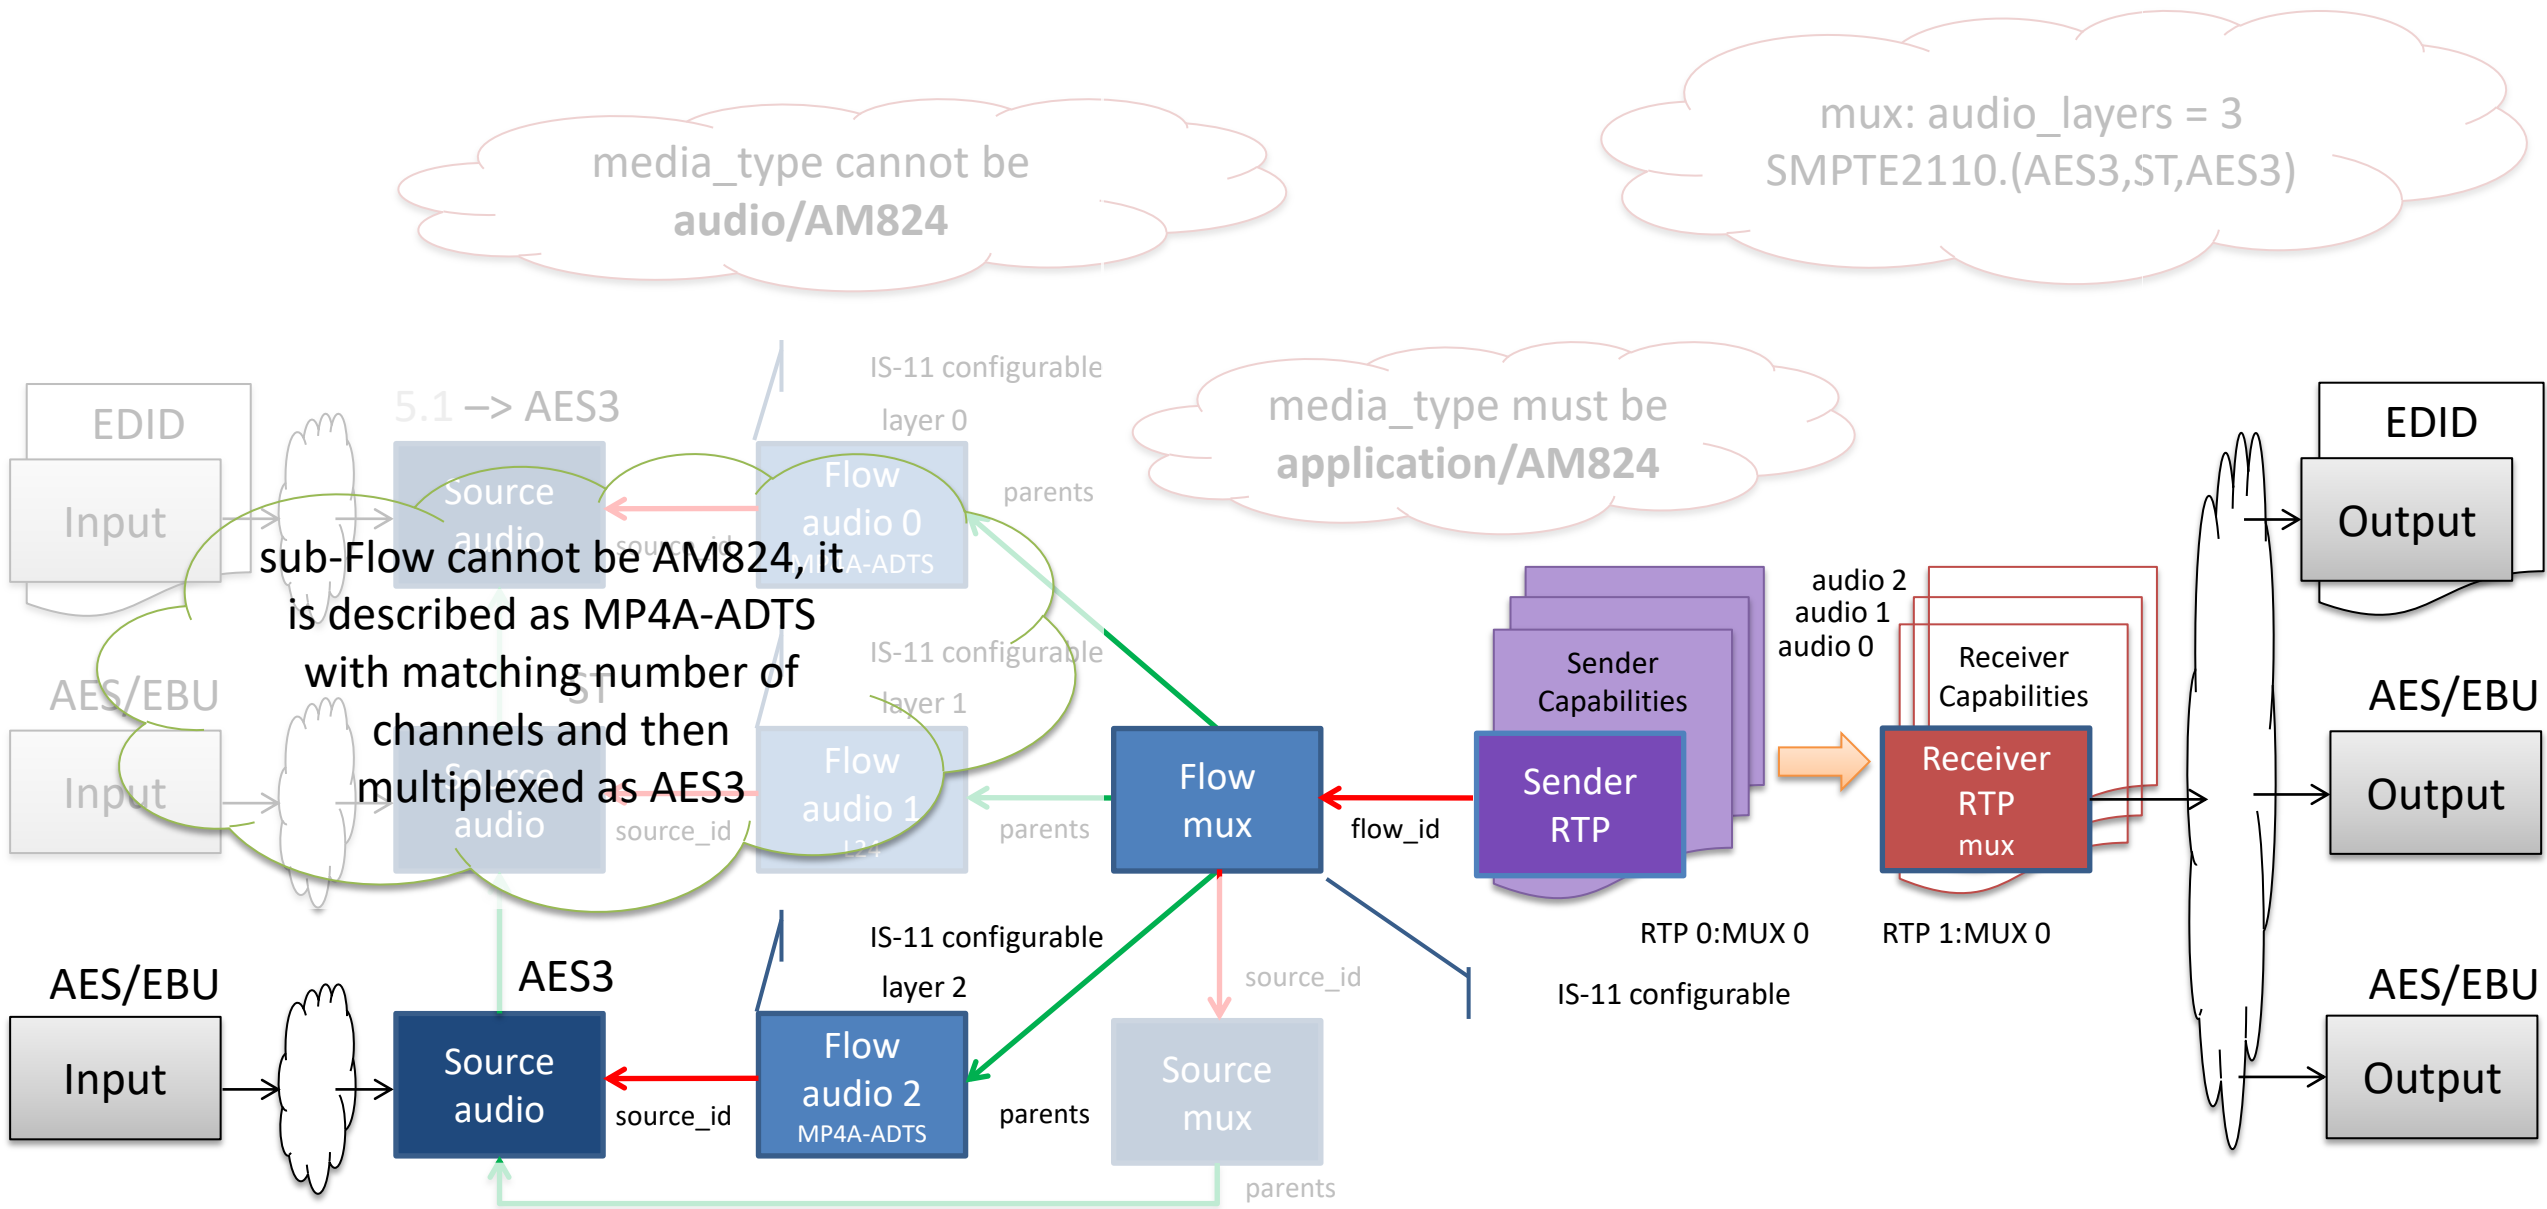 mux: audio_layers = 3
SMPTE2110.(AES3,ST,AES3)
media_type cannot be
audio/AM824
IS-11 configurable
layer 0
5.1 –> AES3
EDID
Input
Source
audio
source_id
Flow
audio 0
MP4A-ADTS
parents
media_type must be
application/AM824
EDID
Output
sub-Flow cannot be AM824, it
is described as MP4A-ADTS
with matching number of
channels and then
multiplexed as AES3
AES/EBU
Input
ST
Source
audio
source_id
IS-11 configurable
layer 1
Flow
audio 1
L24
parents
Flow
mux
flow_id
Sender
Capabilities
Sender
RTP
audio 2
audio 1
audio 0
Receiver
Capabilities
Receiver
RTP
mux
AES/EBU
Output
RTP 0:MUX 0
RTP 1:MUX 0
IS-11 configurable
AES/EBU
Input
AES3
Source
audio
source_id
IS-11 configurable
layer 2
Flow
audio 2
MP4A-ADTS
parents
source_id
Source
mux
parents
AES/EBU
Output